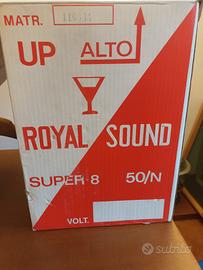 MATR.
UP ALTO
ROYAL SOUND
SUPER-8 50/N
VOLT.
subito